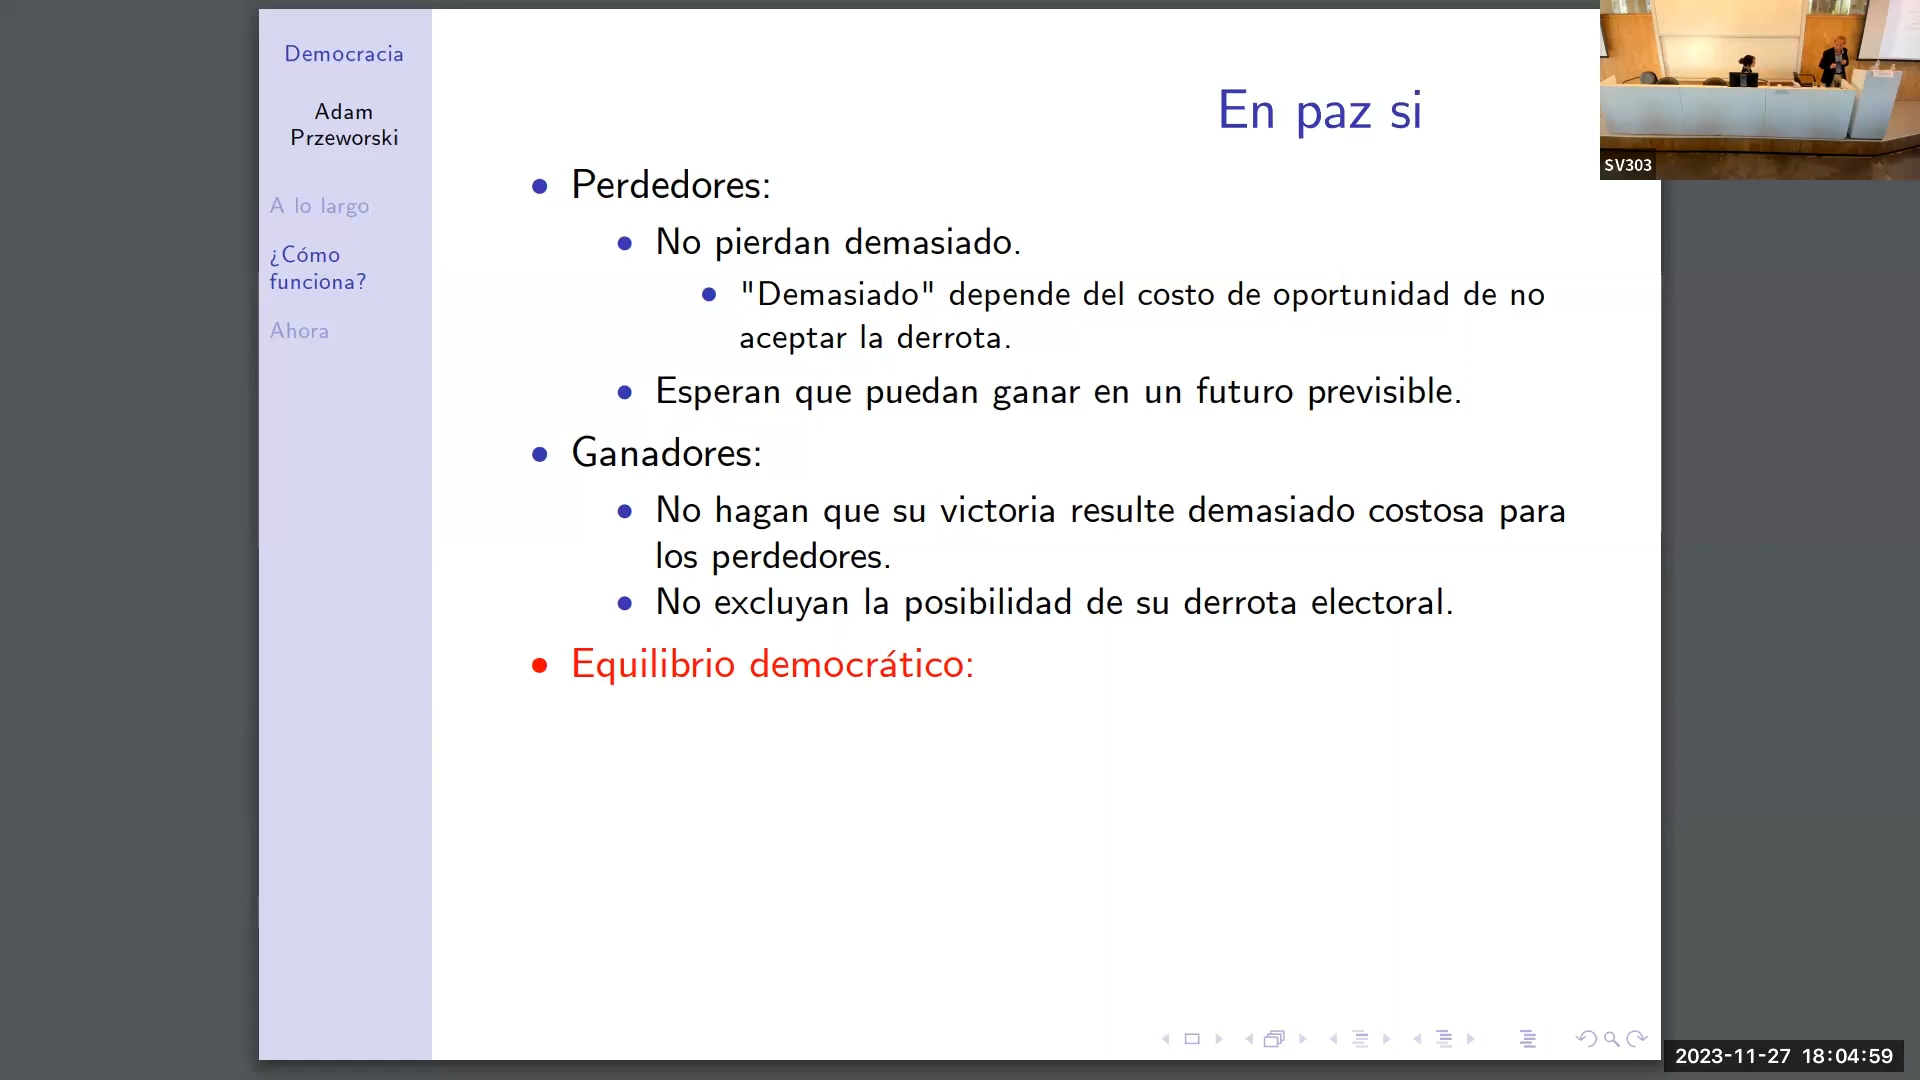 Democracia
Adam
Przeworski
A lo largo
¿Cómo
funciona?
Ahora
En paz si
Perdedores:
No pierdan demasiado.
"Demasiado" depende del costo de oportunidad de no
aceptar la derrota.
Esperan que puedan ganar en un futuro previsible.
Ganadores:
No hagan que su victoria resulte demasiado costosa para
los perdedores.
No excluyan la posibilidad de su derrota electoral.
Equilibrio democrático:
SV303
2023-11-27 18:04:59